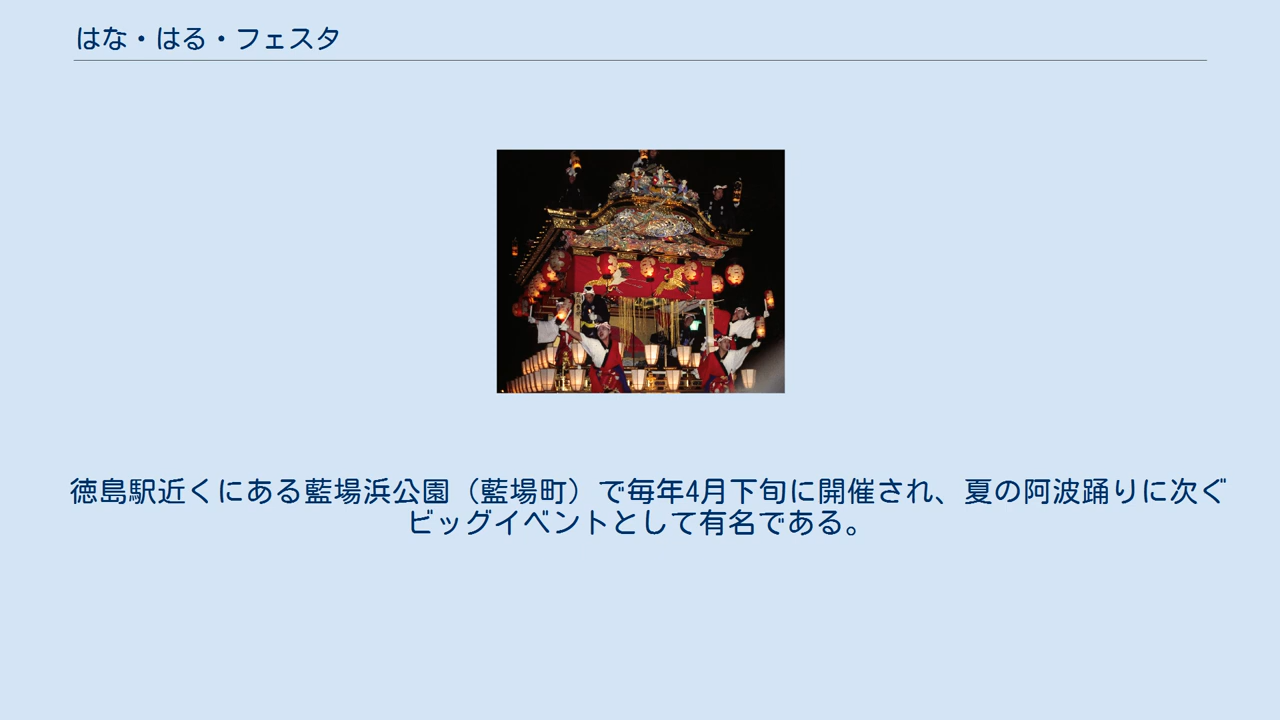 はな・はる・フェスタ
徳島駅近くにある藍場浜公園（藍場町）で毎年4月下旬に開催され、夏の阿波踊りに次ぐ
ビッグイベントとして有名である。